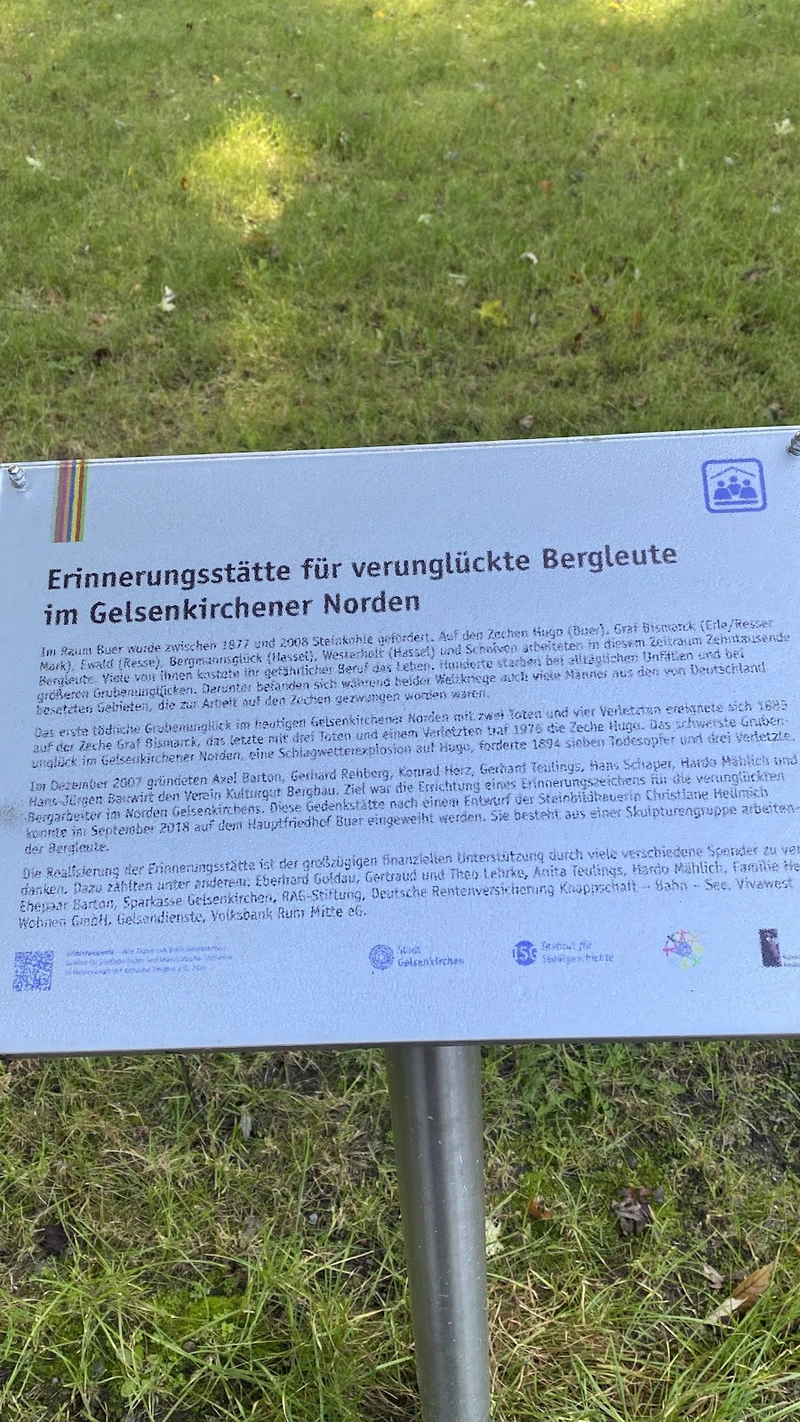 Erinnerungsstätte für verunglückte Bergleute
im Gelsenkirchener Norden
Im Raum Buer wurde zwischen 1877 und 2008 Steinkohle gefördert. Auf den Zechen Hugo (Buer), Graf Bismarck (Erle/Resser
Mark), Ewald (Resse), Bergmannsglück (Hassel), Westerholt (Hassel) und Scholven arbeiteten in diesem Zeitraum Zehntausende
Bergleute. Viele von ihnen kostete ihr gefährlicher Beruf das Leben. Hunderte starben bei alltäglichen Unfällen und bei
größeren Grubenunglücken. Darunter befanden sich während beider Weltkriege auch viele Männer aus den von Deutschland
besetzten Gebieten, die zur Arbeit auf den Zechen gezwungen worden waren.
Das erste tödliche Grubenunglück im heutigen Gelsenkirchener Norden mit zwei Toten und vier Verletzten ereignete sich 1885
auf der Zeche Graf Bismarck, das letzte mit drei Toten und einem Verletzten traf 1976 die Zeche Hugo. Das schwerste Gruben-
unglück im Gelsenkirchener Norden, eine Schlagwetterexplosion auf Hugo, forderte 1894 sieben Todesopfer und drei Verletzte.
Im Dezember 2007 gründeten Axel Barton, Gerhard Rehberg, Konrad Herz, Gerhard Teulings, Hans Schaper, Hardo Mählich und
Hans-Jürgen Bauwirt den Verein Kulturgut Bergbau. Ziel war die Errichtung eines Erinnerungszeichens für die verunglückten
Bergarbeiter im Norden Gelsenkirchens. Diese Gedenkstätte nach einem Entwurf der Steinbildhauerin Christiane Hellmich
konnte im September 2018 auf dem Hauptfriedhof Buer eingeweiht werden. Sie besteht aus einer Skulpturengruppe arbeiten-
der Bergleute.
Die Realisierung der Erinnerungsstätte ist der großzügigen finanziellen Unterstützung durch viele verschiedene Spender zu ver
danken. Dazu zählten unter anderem: Eberhard Goldau, Gertraud und Theo Lehrke, Anita Teulings, Hardo Mählich, Familie He
Ehepaar Barton, Sparkasse Gelsenkirchen, RAG-Stiftung, Deutsche Rentenversicherung Knappschaft – Bahn – See, Vivawest
Wohnen GmbH, Gelsendienste, Volksbank Ruhr Mitte eG.
Stadt
Gelsenkirchen
ISG
Institut für
Stadtgeschichte